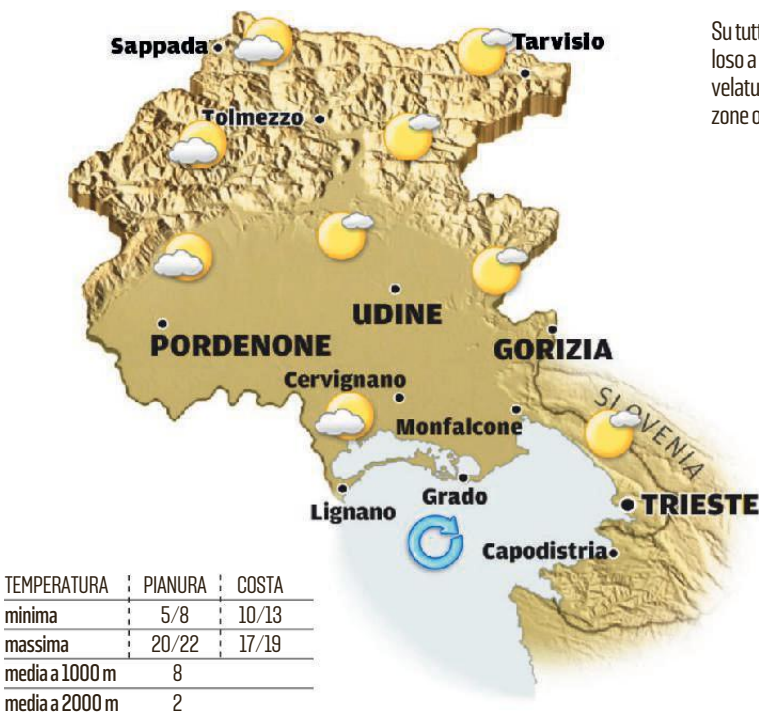 Sappada
Tarvisio
Tolmezzo
UDINE
PORDENONE
GORIZIA
Cervignano
SLOVENIA
Monfalcone
Grado
Lignano
TRIESTE
Capodistria
TEMPERATURA PIANURA COSTA
minima 5/8 10/13
massima 20/22 17/19
media a 1000 m 8
media a 2000 m 2
Su tutt
loso a
velatu
zone o